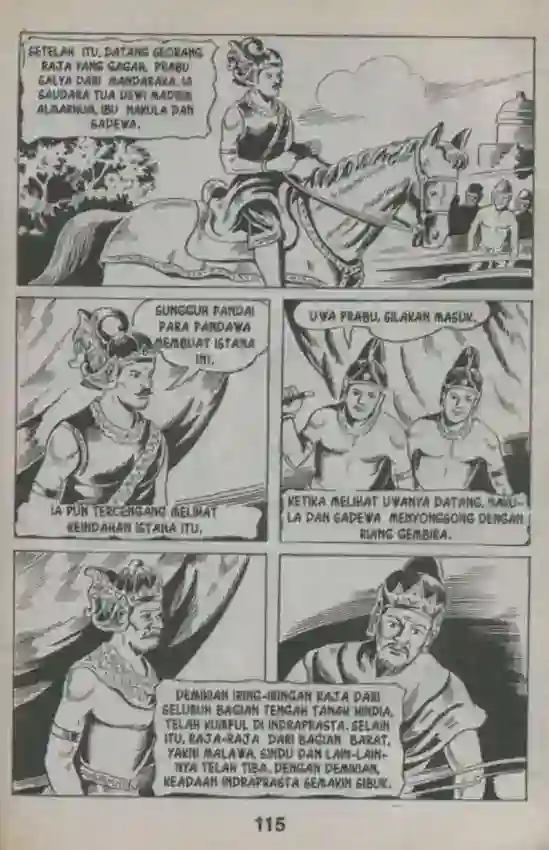 SETELAH ITU, DATANG SEORANG
RAJA YANG GAGAH, PRABU
SALYA DARI MANDARAKA. IA
SAUDARA TUA DEWI MADRIM
ALMARHUM, IBU NAKULA DAN
SADEWA.
SUNGGUH PANDAI
PARA PANDAWA
MEMBUAT ISTANA
INI.
IA PUN TERCENGANG MELIHAT
KEINDAHAN ISTANA ITU.
UWA PRABU, SILAKAN MASUK.
KETIKA MELIHAT UWANYA DATANG, NAKU-
LA DAN SADEWA MENYONGSONG DENGAN
RIANG GEMBIRA.
DEMIKIAN IRING-IRINGAN RAJA DARI
SELURUH BAGIAN TENGAH TANAH HINDIA,
TELAH KUMPUL DI INDRAPRASTA. SELAIN
ITU, RAJA-RAJA DARI BAGIAN BARAT,
YAKNI MALAWA, SINDU DAN LAIN-LAIN-
NYA TELAH TIBA. DENGAN DEMIKIAN,
KEADAAN INDRAPRASTA SEMAKIN SIBUK.
115